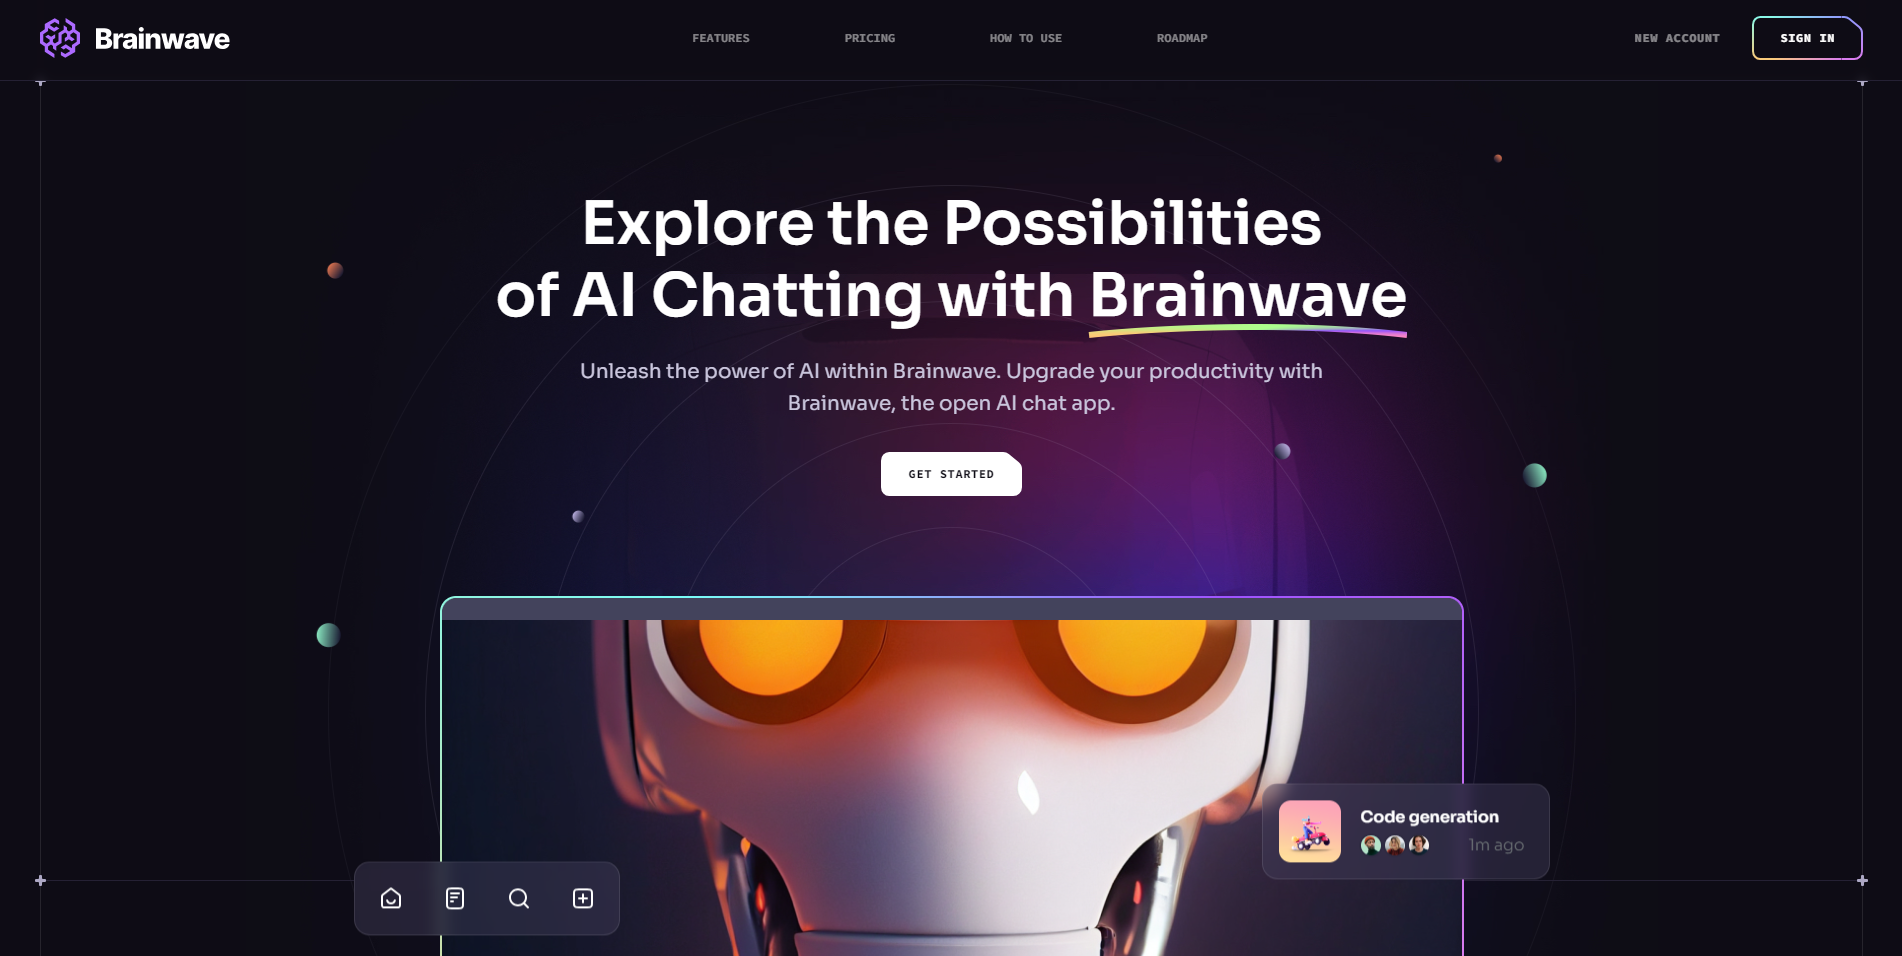 Brainwave
FEATURES
PRICING
HOW TO USE
ROADMAP
NEW ACCOUNT
SIGN IN
Explore the Possibilities
of AI Chatting with Brainwave
Unleash the power of AI within Brainwave. Upgrade your productivity with
Brainwave, the open AI chat app.
GET STARTED
Code generation
1m ago